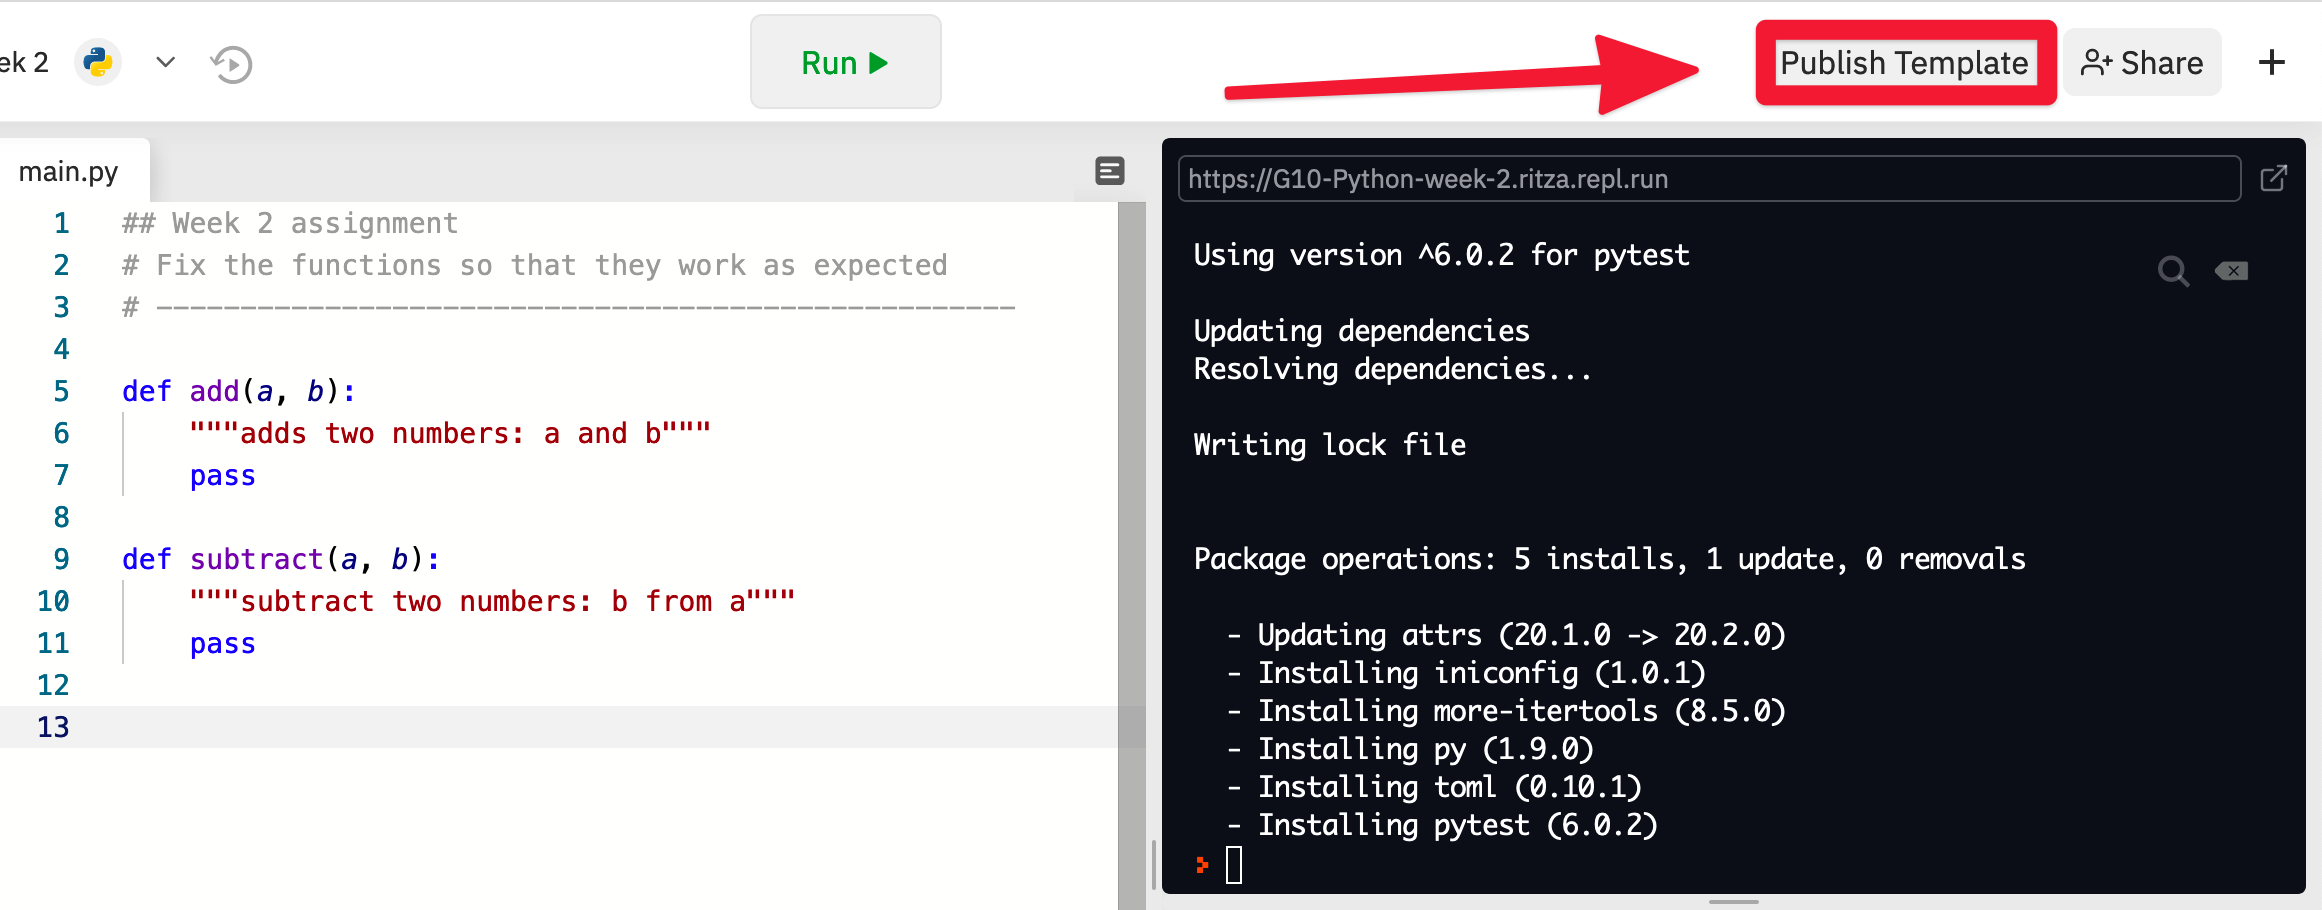 ek 2
Run
Publish Template
Share
main.py
1 ## Week 2 assignment
2 # Fix the functions so that they work as expected
3 # ---------------------------------------------------
4
5 def add(a, b):
6 """adds two numbers: a and b"""
7 pass
8
9 def subtract(a, b):
10 """subtract two numbers: b from a"""
11 pass
12
13
https://G10-Python-week-2.ritza.repl.run
Using version ^6.0.2 for pytest
Updating dependencies
Resolving dependencies...
Writing lock file
Package operations: 5 installs, 1 update, 0 removals
- Updating attrs (20.1.0 -> 20.2.0)
- Installing iniconfig (1.0.1)
- Installing more-itertools (8.5.0)
- Installing py (1.9.0)
- Installing toml (0.10.1)
- Installing pytest (6.0.2)